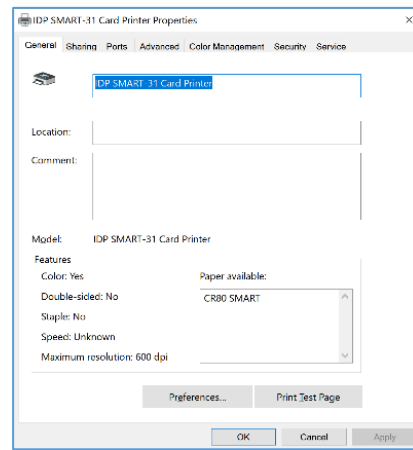 IDP SMART-31 Card Printer Properties
General Sharing Ports Advanced Color Management Security Service
IDP SMART-31 Card Printer
Location:
Comment:
Model: IDP SMART-31 Card Printer
Features
Color: Yes Paper available:
Double-sided: No CR80 SMART
Staple: No
Speed: Unknown
Maximum resolution: 600 dpi
Preferences... Print Test Page
OK Cancel Apply